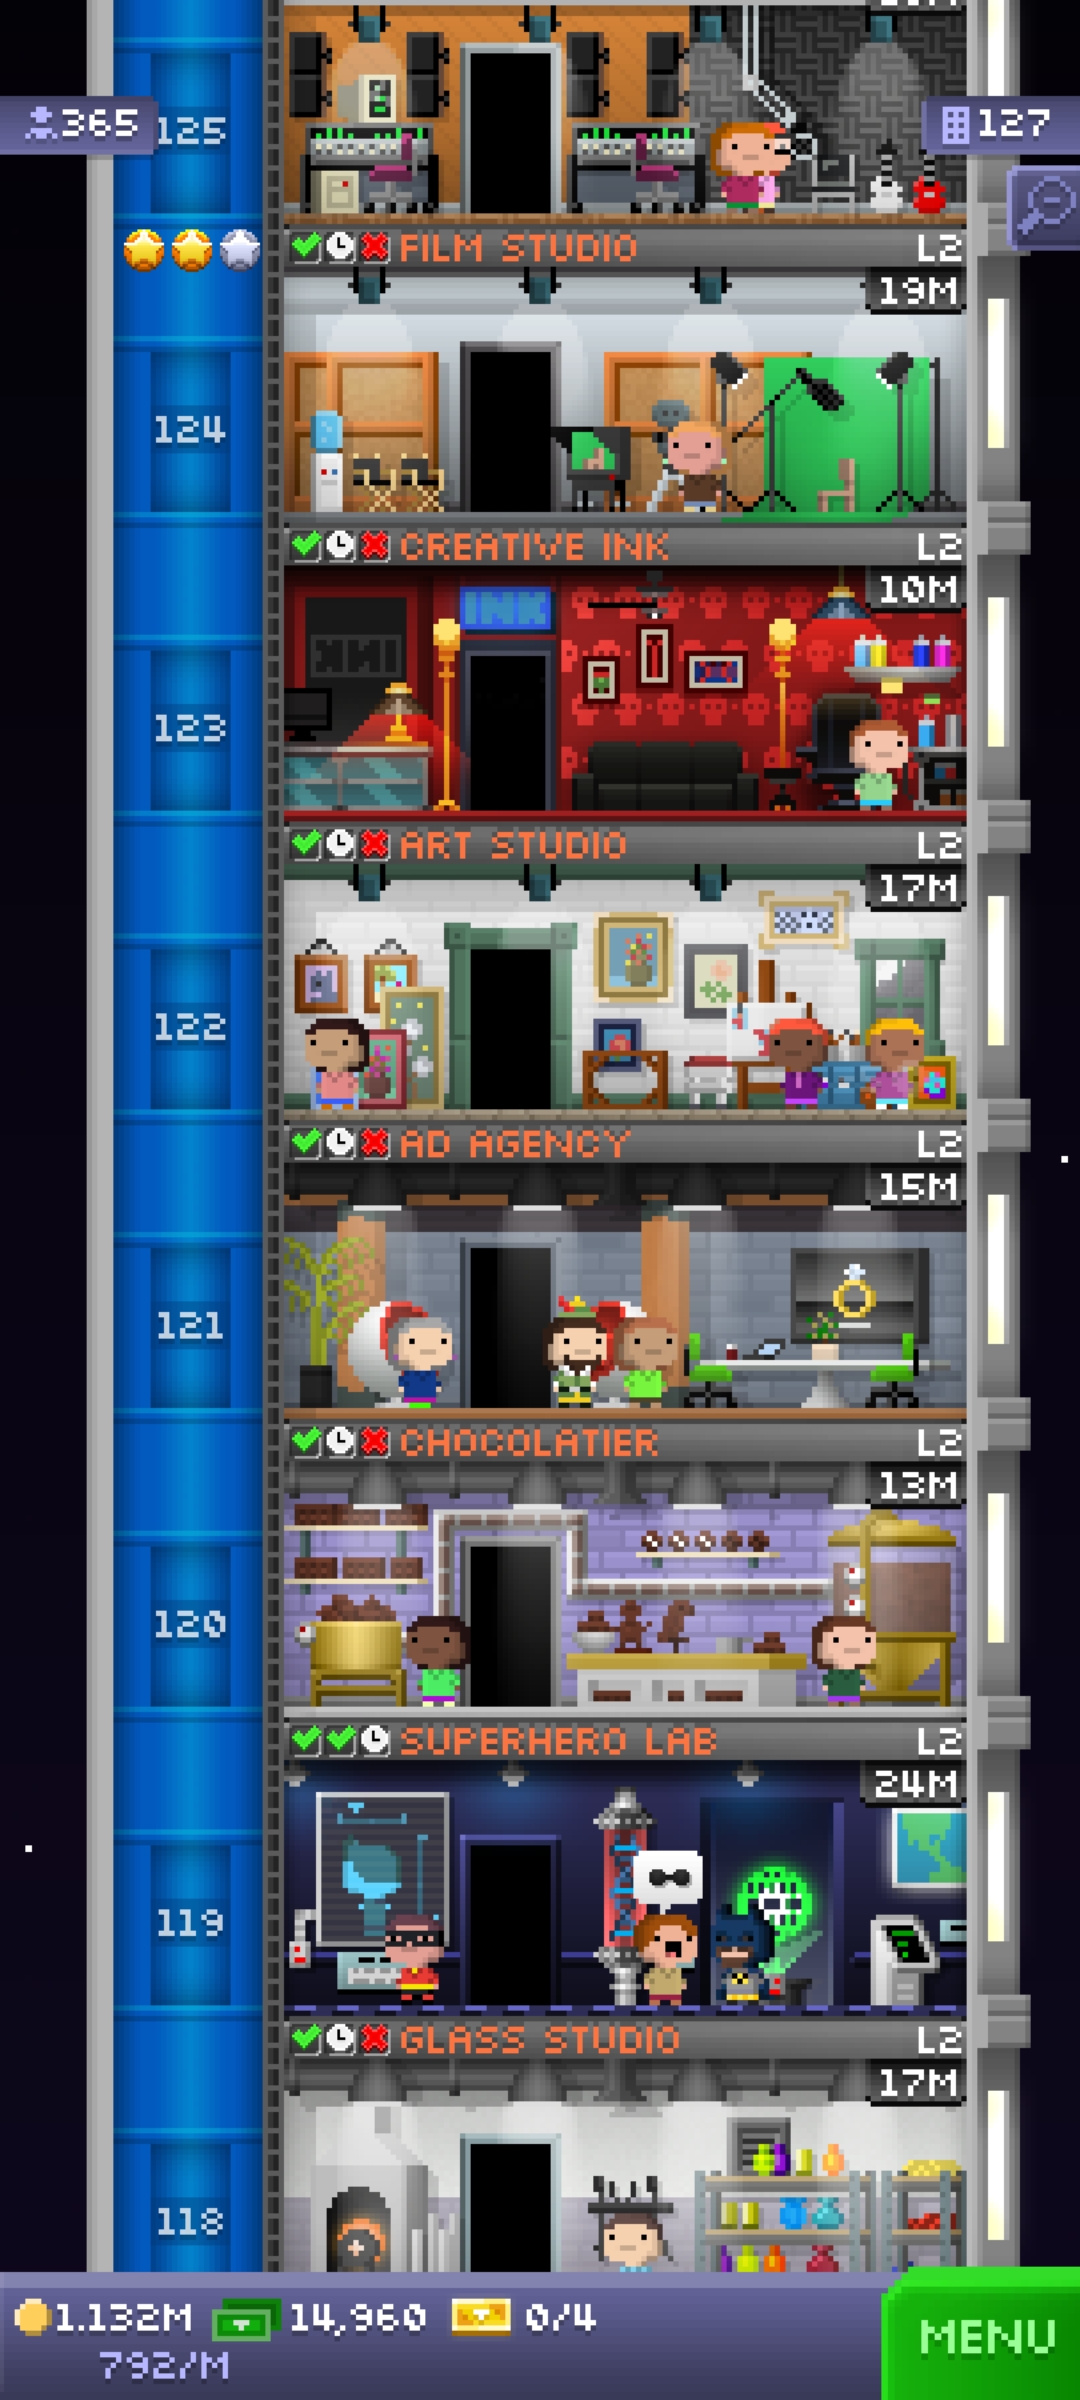 365
125
127
FILM STUDIO L2
19M
124
CREATIVE INK L2
10M
INK
123
ART STUDIO L2
17M
122
AD AGENCY L2
15M
121
CHOCOLATIER L2
13M
120
SUPERHERO LAB L2
24M
119
GLASS STUDIO L2
17M
118
1.132M 14,960 0/4
792/M
MENU